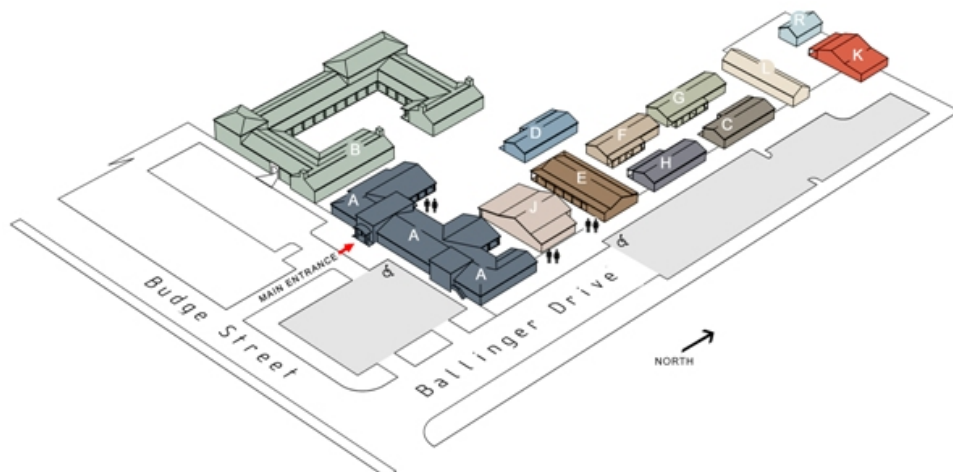 R
K
L
G
C
D
F
B
H
E
A
J
A
A
MAIN ENTRANCE
Budge Street
Ballinger Drive
NORTH